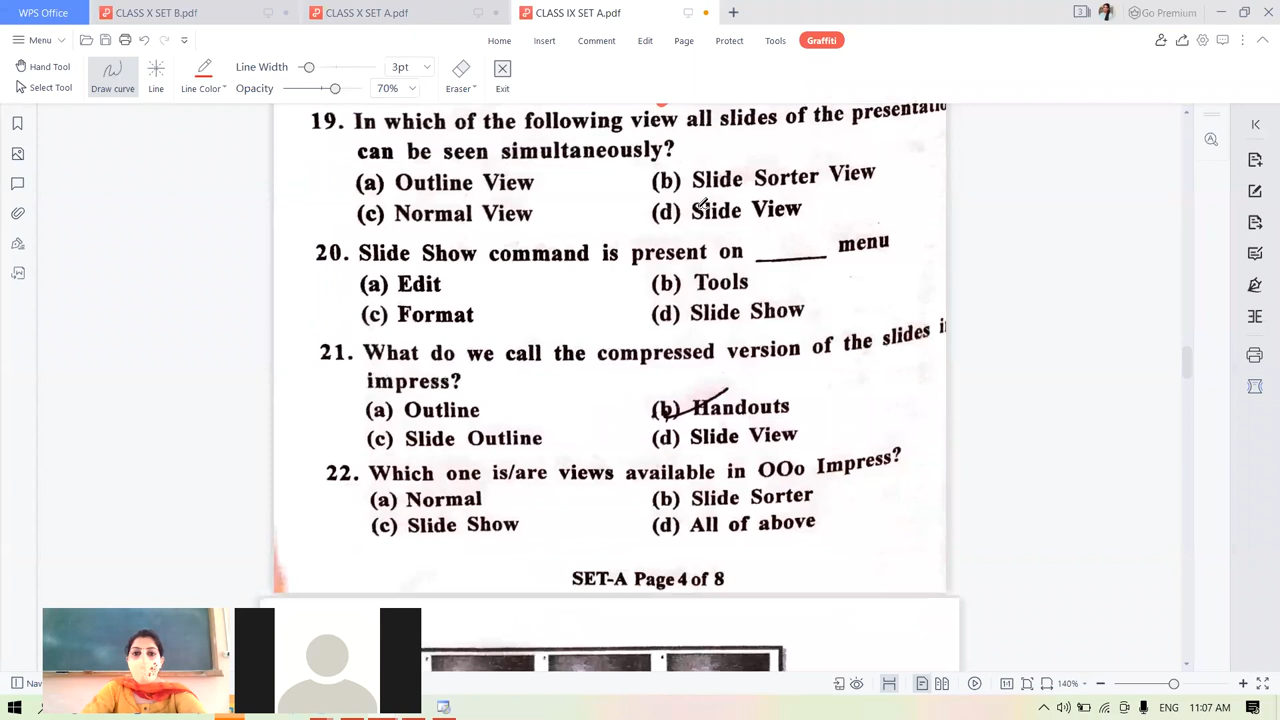 WPS Office CLASS X SET A.pdf CLASS X SET A.pdf CLASS IX SET A.pdf 3 Go Premium
Menu Home Insert Comment Edit Page Protect Tools Graffiti
Hand Tool
Select Tool
Draw curve
Line
Line Color
Line Width 3pt
Opacity 70%
Eraser
Exit
19. In which of the following view all slides of the
can be seen simultaneously?
(a) Outline View (b) Slide Sorter View
(c) Normal View (d) Slide View
20. Slide Show command is present on ______ menu
(a) Edit (b) Tools
(c) Format (d) Slide Show
21. What do we call the compressed version of the slides
impress?
(a) Outline (b) Handouts
(c) Slide Outline (d) Slide View
22. Which one is/are views available in OOo Impress?
(a) Normal (b) Slide Sorter
(c) Slide Show (d) All of above
SET-A Page 4 of 8
Nav 140%
ENG 11:07 AM